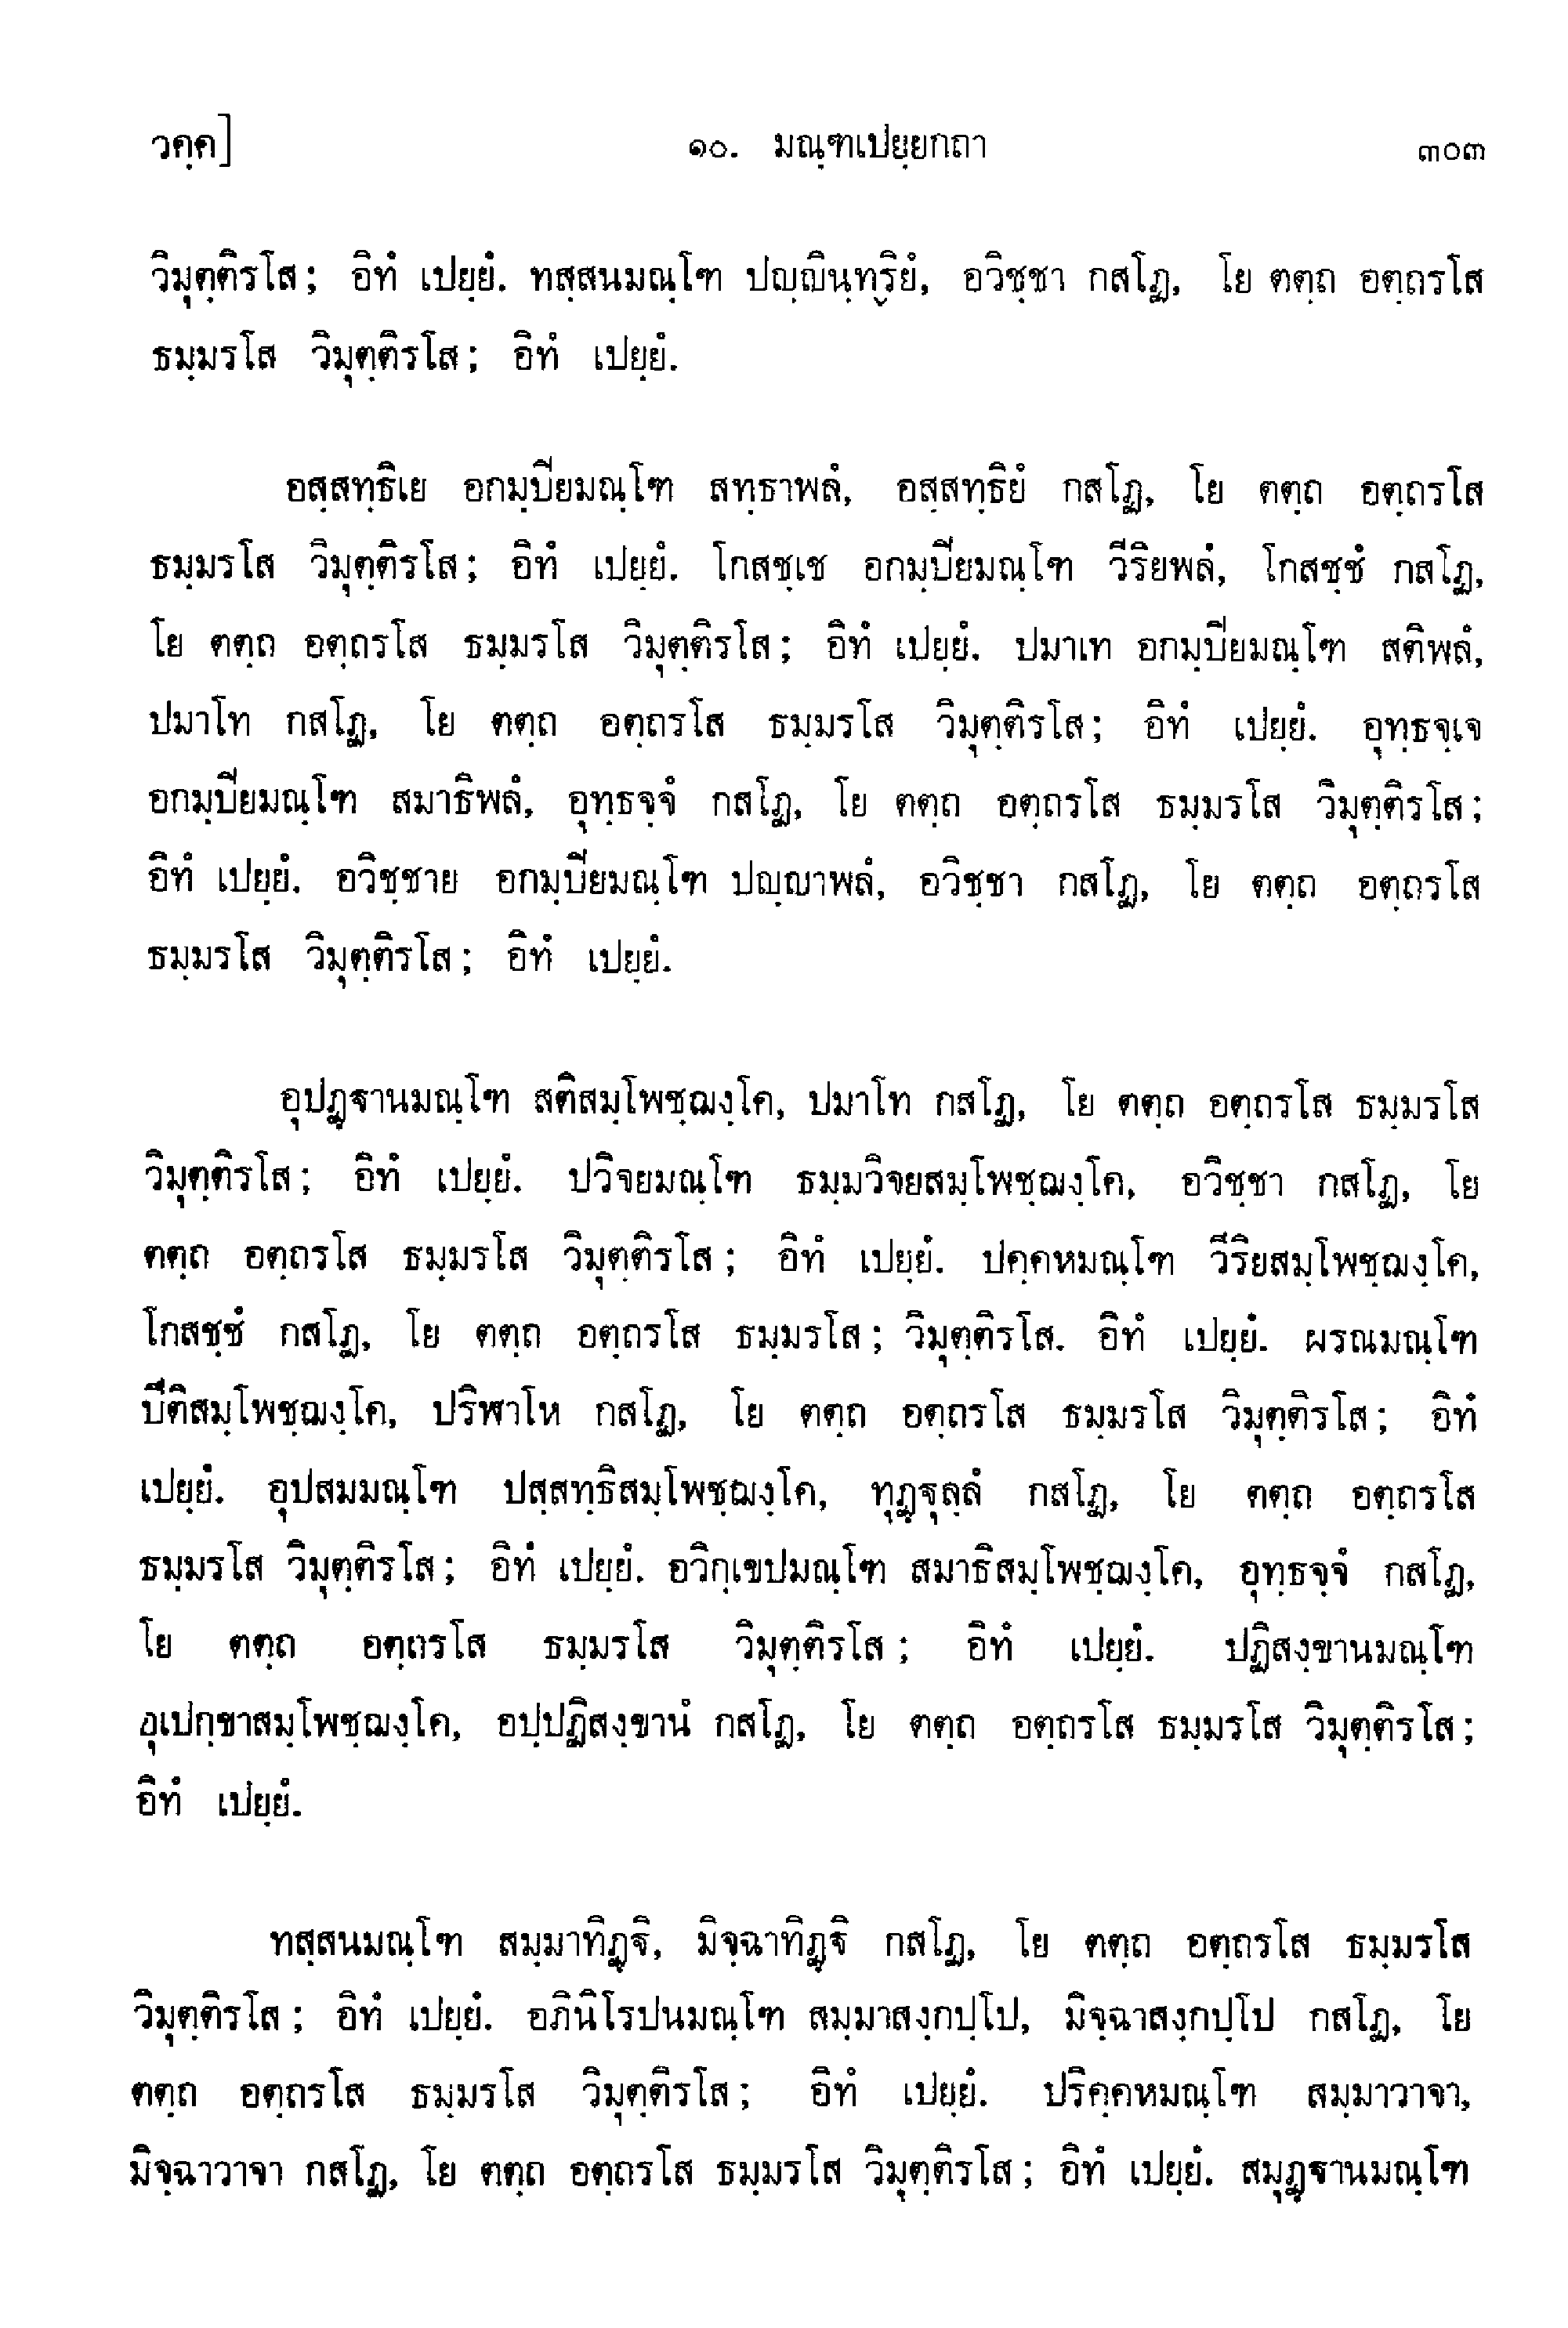 วคฺค]
๑๐. มณฺฑเปยฺยกถา
๓๐๓
วิมุตฺติรโส; อิทํ เปยฺยํ. ทสฺสนมณฺโฑ ปญฺญินฺทฺริยํ, อวิชฺชา กสโฏ, โย ตตฺถ อตฺถรโส
ธมฺมรโส วิมุตฺติรโส; อิทํ เปยฺยํ.
อสฺสทฺธิเย อกมฺปิยมณฺโฑ สทฺธาพลํ, อสฺสทฺธิยํ กสโฏ, โย ตตฺถ อตฺถรโส
ธมฺมรโส วิมุตฺติรโส; อิทํ เปยฺยํ. โกสชฺเช อกมฺปิยมณฺโฑ วีริยพลํ, โกสชฺชํ กสโฏ,
โย ตตฺถ อตฺถรโส ธมฺมรโส วิมุตฺติรโส; อิทํ เปยฺยํ. ปมาเท อกมฺปิยมณฺโฑ สติพลํ,
ปมาโท กสโฏ, โย ตตฺถ อตฺถรโส ธมฺมรโส วิมุตฺติรโส; อิทํ เปยฺยํ. อุทฺธจฺเจ
อกมฺปิยมณฺโฑ สมาธิพลํ, อุทฺธจฺจํ กสโฏ, โย ตตฺถ อตฺถรโส ธมฺมรโส วิมุตฺติรโส;
อิทํ เปยฺยํ. อวิชฺชาย อกมฺปิยมณฺโฑ ปญฺญาพลํ, อวิชฺชา กสโฏ, โย ตตฺถ อตฺถรโส
ธมฺมรโส วิมุตฺติรโส; อิทํ เปยฺยํ.
อุปฏฺฐานมณฺโฑ สติสมฺโพชฺฌงฺโค, ปมาโท กสโฏ, โย ตตฺถ อตฺถรโส ธมฺมรโส
วิมุตฺติรโส; อิทํ เปยฺยํ. ปวิจยมณฺโฑ ธมฺมวิจยสมฺโพชฺฌงฺโค, อวิชฺชา กสโฏ, โย
ตตฺถ อตฺถรโส ธมฺมรโส วิมุตฺติรโส; อิทํ เปยฺยํ. ปคฺคหมณฺโฑ วีริยสมฺโพชฺฌงฺโค,
โกสชฺชํ กสโฏ, โย ตตฺถ อตฺถรโส ธมฺมรโส; วิมุตฺติรโส. อิทํ เปยฺยํ. ผรณมณฺโฑ
ปีติสมฺโพชฺฌงฺโค, ปริฬาโห กสโฏ, โย ตตฺถ อตฺถรโส ธมฺมรโส วิมุตฺติรโส; อิทํ
เปยฺยํ. อุปสมมณฺโฑ ปสฺสทฺธิสมฺโพชฺฌงฺโค, ทุฏฺฐุลฺลํ กสโฏ, โย ตตฺถ อตฺถรโส
ธมฺมรโส วิมุตฺติรโส; อิทํ เปยฺยํ. อวิกฺเขปมณฺโฑ สมาธิสมฺโพชฺฌงฺโค, อุทฺธจฺจํ กสโฏ,
โย ตตฺถ อตฺถรโส ธมฺมรโส วิมุตฺติรโส; อิทํ เปยฺยํ. ปฏิสงฺขานมณฺโฑ
อุเปกฺขาสมฺโพชฺฌงฺโค, อปฺปฏิสงฺขานํ กสโฏ, โย ตตฺถ อตฺถรโส ธมฺมรโส วิมุตฺติรโส;
อิทํ เปยฺยํ.
ทสฺสนมณฺโฑ สมฺมาทิฏฺฐิ, มิจฺฉาทิฏฺฐิ กสโฏ, โย ตตฺถ อตฺถรโส ธมฺมรโส
วิมุตฺติรโส; อิทํ เปยฺยํ. อภินิโรปนมณฺโฑ สมฺมาสงฺกปฺโป, มิจฺฉาสงฺกปฺโป กสโฏ, โย
ตตฺถ อตฺถรโส ธมฺมรโส วิมุตฺติรโส; อิทํ เปยฺยํ. ปริคฺคหมณฺโฑ สมฺมาวาจา,
มิจฺฉาวาจา กสโฏ, โย ตตฺถ อตฺถรโส ธมฺมรโส วิมุตฺติรโส; อิทํ เปยฺยํ. สมุฏฺฐานมณฺโฑ